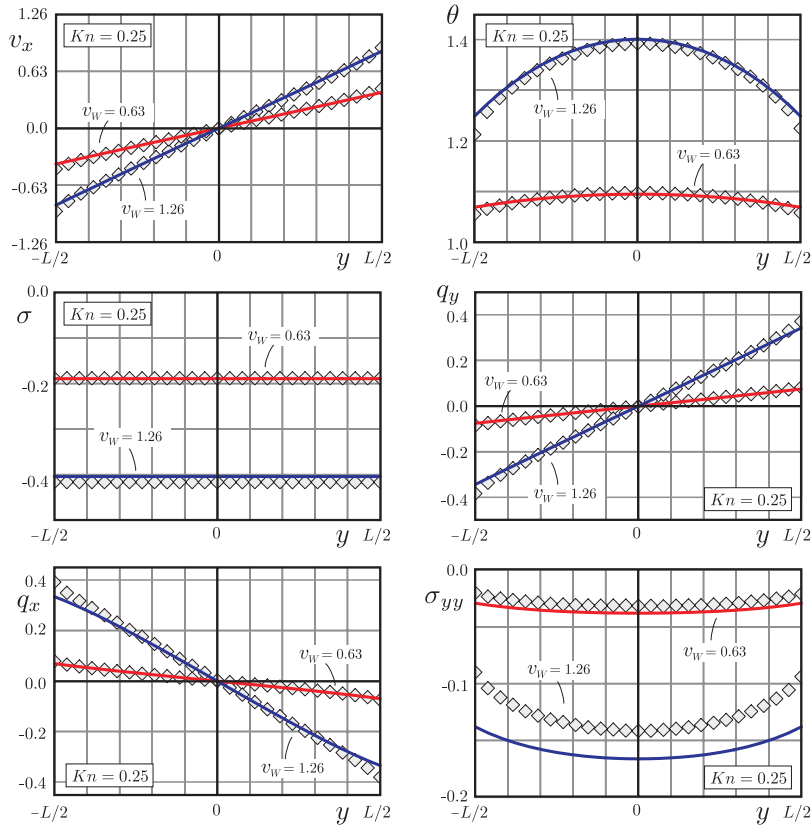 1.26
0.63
0.0
-0.63
-1.26
v_x
Kn = 0.25
v_W = 0.63
v_W = 1.26
-L/2
0
y
L/2
θ
1.4
1.2
1.0
Kn = 0.25
v_W = 1.26
v_W = 0.63
-L/2
0
y
L/2
0.0
σ
-0.2
-0.4
Kn = 0.25
v_W = 0.63
v_W = 1.26
-L/2
0
y
L/2
q_y
0.4
0.2
0.0
-0.2
-0.4
v_W = 0.63
v_W = 1.26
Kn = 0.25
-L/2
0
y
L/2
0.4
q_x
0.2
0.0
-0.2
-0.4
v_W = 0.63
v_W = 1.26
Kn = 0.25
-L/2
0
y
L/2
0.0
σ_yy
-0.1
-0.2
v_W = 0.63
v_W = 1.26
Kn = 0.25
-L/2
0
y
L/2